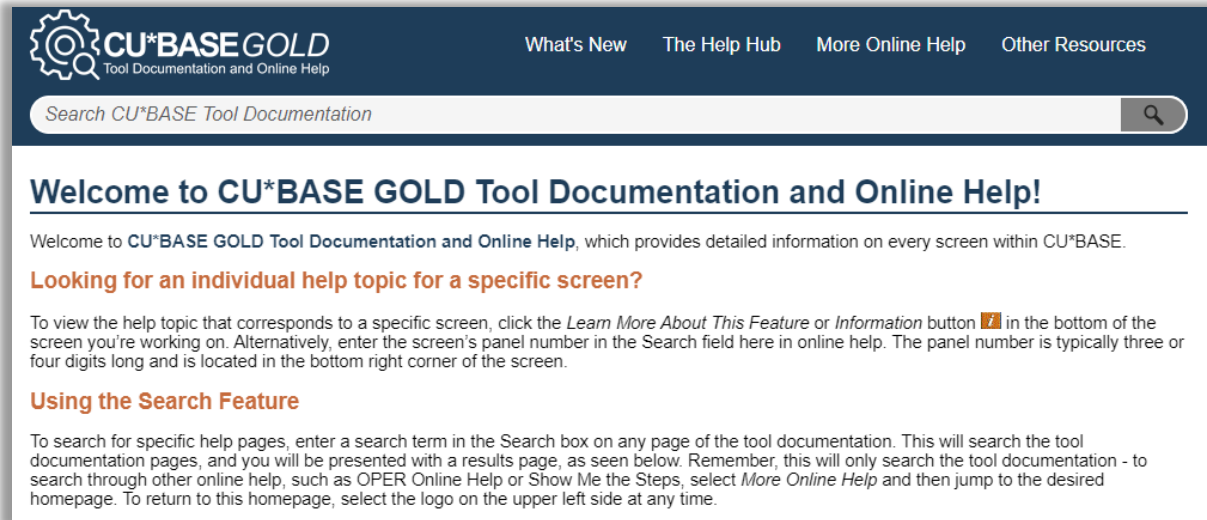 CU*BASE GOLD
Tool Documentation and Online Help
What's New The Help Hub More Online Help Other Resources
Search CU*BASE Tool Documentation
Welcome to CU*BASE GOLD Tool Documentation and Online Help!
Welcome to CU*BASE GOLD Tool Documentation and Online Help, which provides detailed information on every screen within CU*BASE.
Looking for an individual help topic for a specific screen?
To view the help topic that corresponds to a specific screen, click the Learn More About This Feature or Information button i in the bottom of the
screen you're working on. Alternatively, enter the screen's panel number in the Search field here in online help. The panel number is typically three or
four digits long and is located in the bottom right corner of the screen.
Using the Search Feature
To search for specific help pages, enter a search term in the Search box on any page of the tool documentation. This will search the tool
documentation pages, and you will be presented with a results page, as seen below. Remember, this will only search the tool documentation - to
search through other online help, such as OPER Online Help or Show Me the Steps, select More Online Help and then jump to the desired
homepage. To return to this homepage, select the logo on the upper left side at any time.